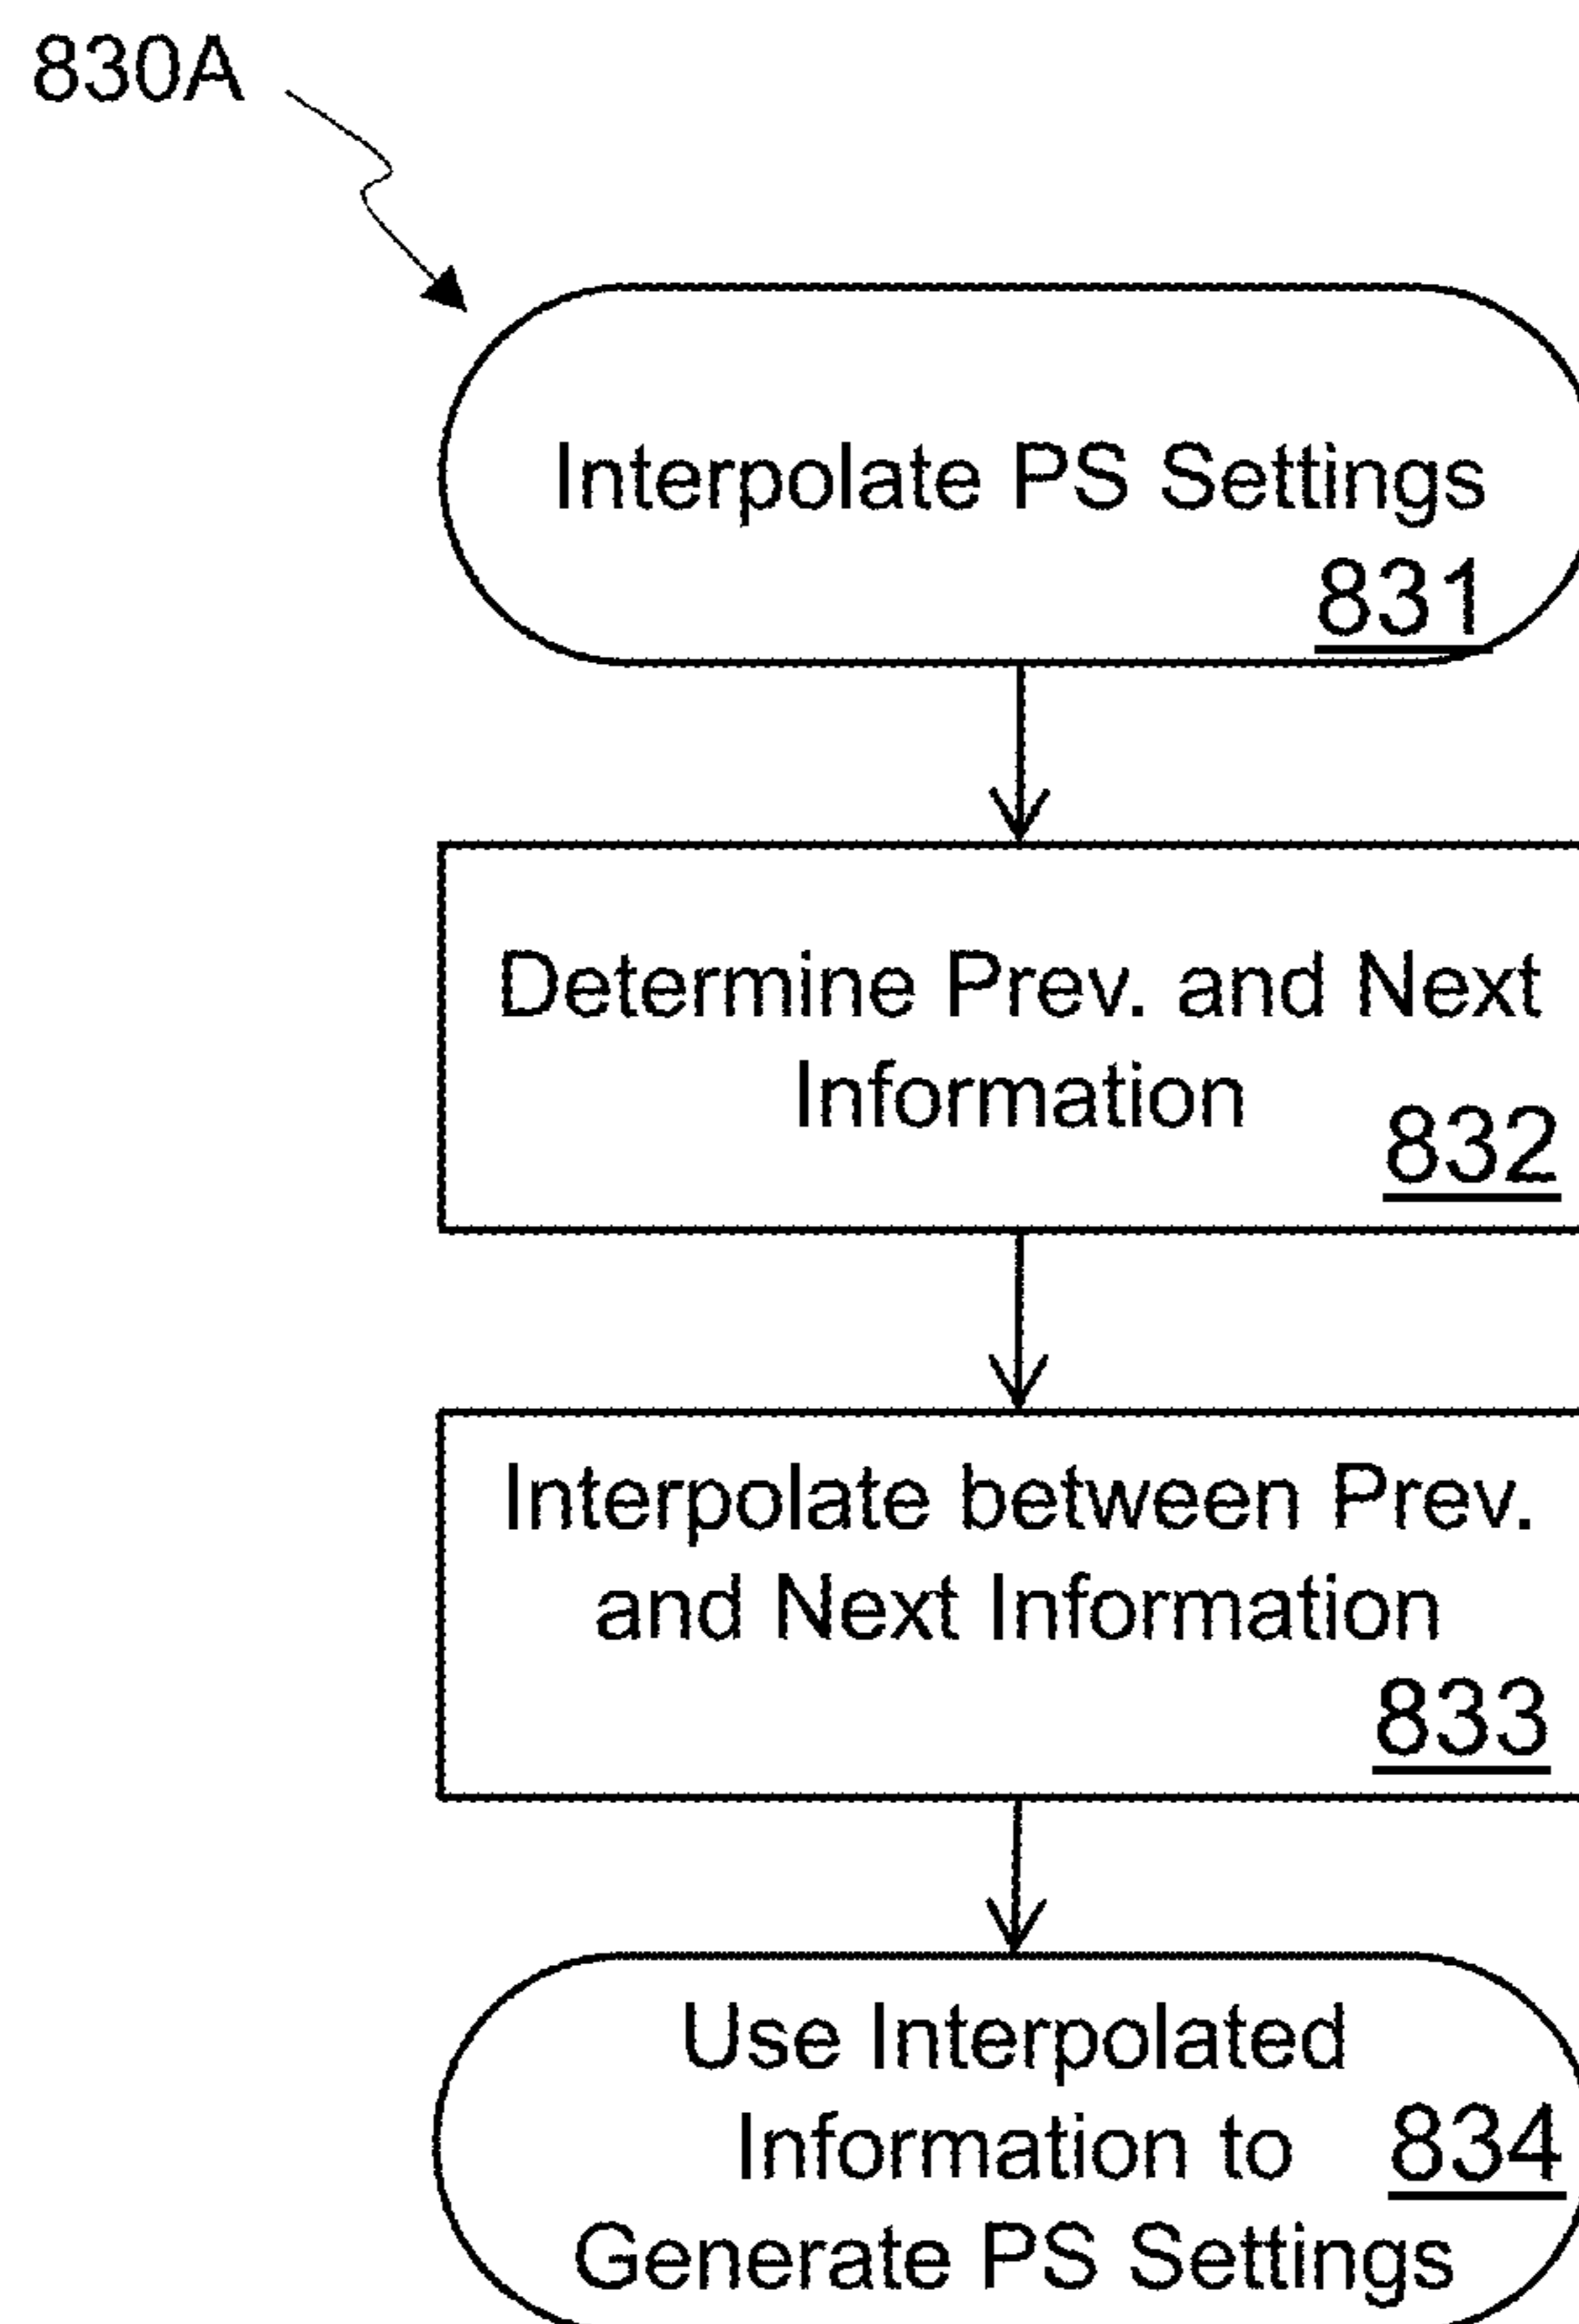 830A
Interpolate PS Settings
831
Determine Prev. and Next
Information
832
Interpolate between Prev.
and Next Information
833
Use Interpolated
Information to
834
Generate PS Settings